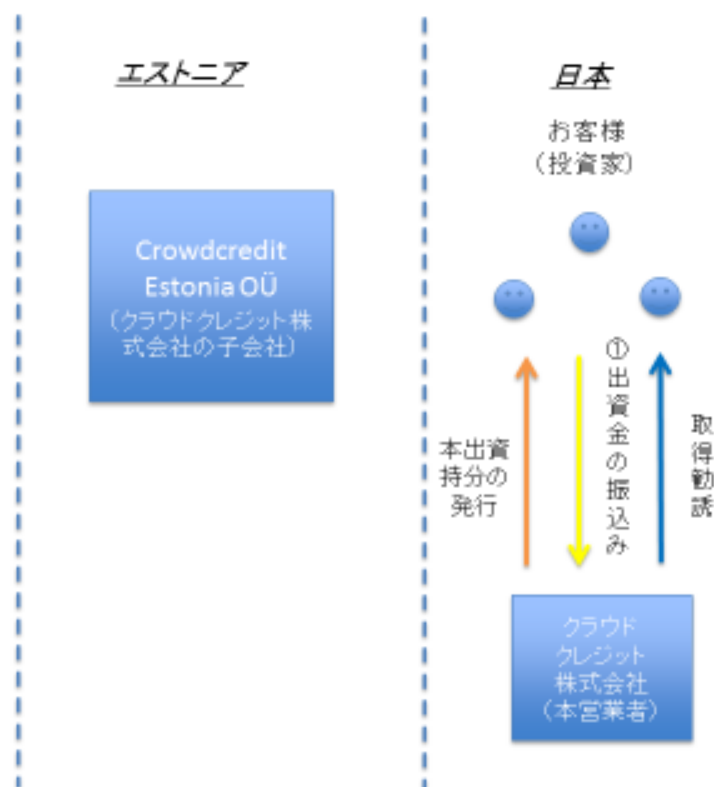 エストニア
日本
お客様
（投資家）
Crowdcredit
Estonia OÜ
（クラウドクレジット株
式会社の子会社）
①出資金の振込み
取得勧誘
本出資
持分の
発行
クラウド
クレジット
株式会社
（本営業者）